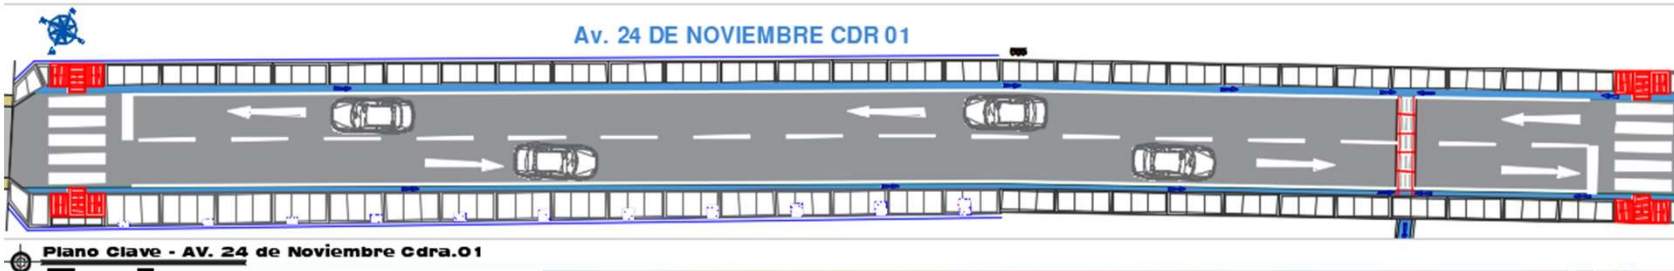 Av. 24 DE NOVIEMBRE CDR 01
Plano Clave - AV. 24 de Noviembre Cdra.01